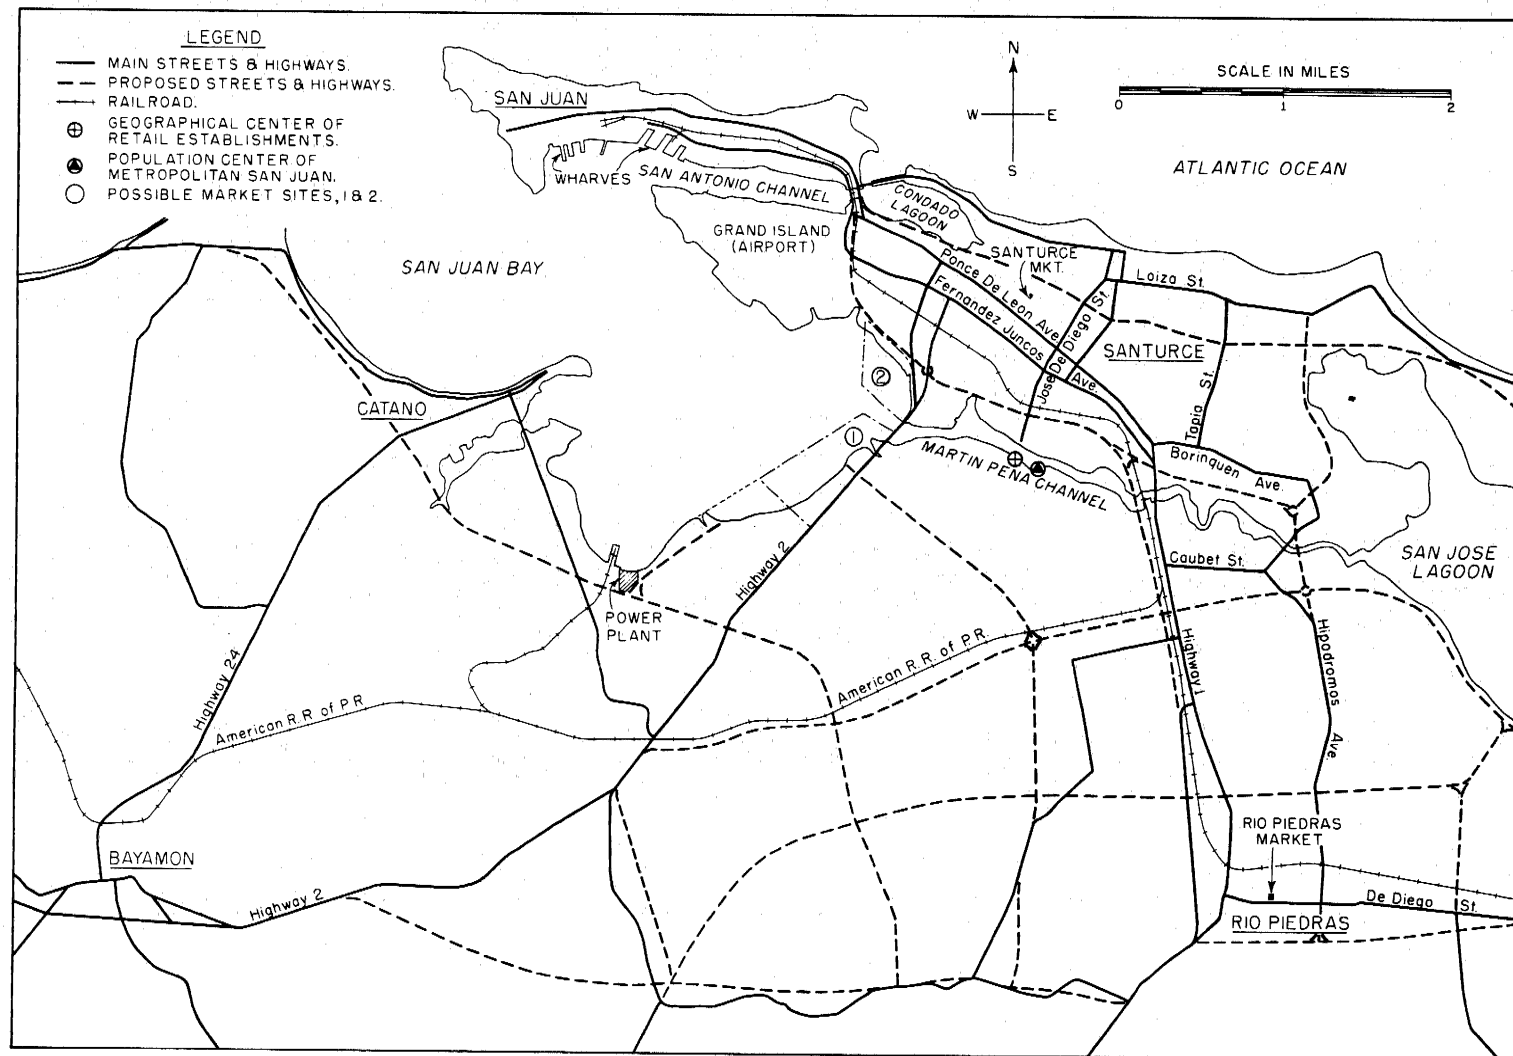 LEGEND
MAIN STREETS & HIGHWAYS.
PROPOSED STREETS & HIGHWAYS.
RAILROAD.
GEOGRAPHICAL CENTER OF
RETAIL ESTABLISHMENTS.
POPULATION CENTER OF
METROPOLITAN SAN JUAN.
POSSIBLE MARKET SITES, 1 & 2.
N
W
E
S
SCALE IN MILES
0
1
2
SAN JUAN
WHARVES
SAN ANTONIO CHANNEL
ATLANTIC OCEAN
CONDADO
LAGOON
GRAND ISLAND
(AIRPORT)
SAN JUAN BAY
SANTURCE
MKT.
Ponce De Leon Ave.
Fernandez Juncos
Ave.
Jose De Diego St.
Loiza St.
SANTURCE
Tapia St.
2
1
CATANO
MARTIN PENA CHANNEL
Borinquen Ave.
SAN JOSE
LAGOON
Caubet St.
Highway 2
POWER
PLANT
Highway 24
American R.R. of P.R.
American R.R. of P.R.
Highway 1
Hipodromas
Ave.
BAYAMON
Highway 2
RIO PIEDRAS
MARKET
De Diego St.
RIO PIEDRAS